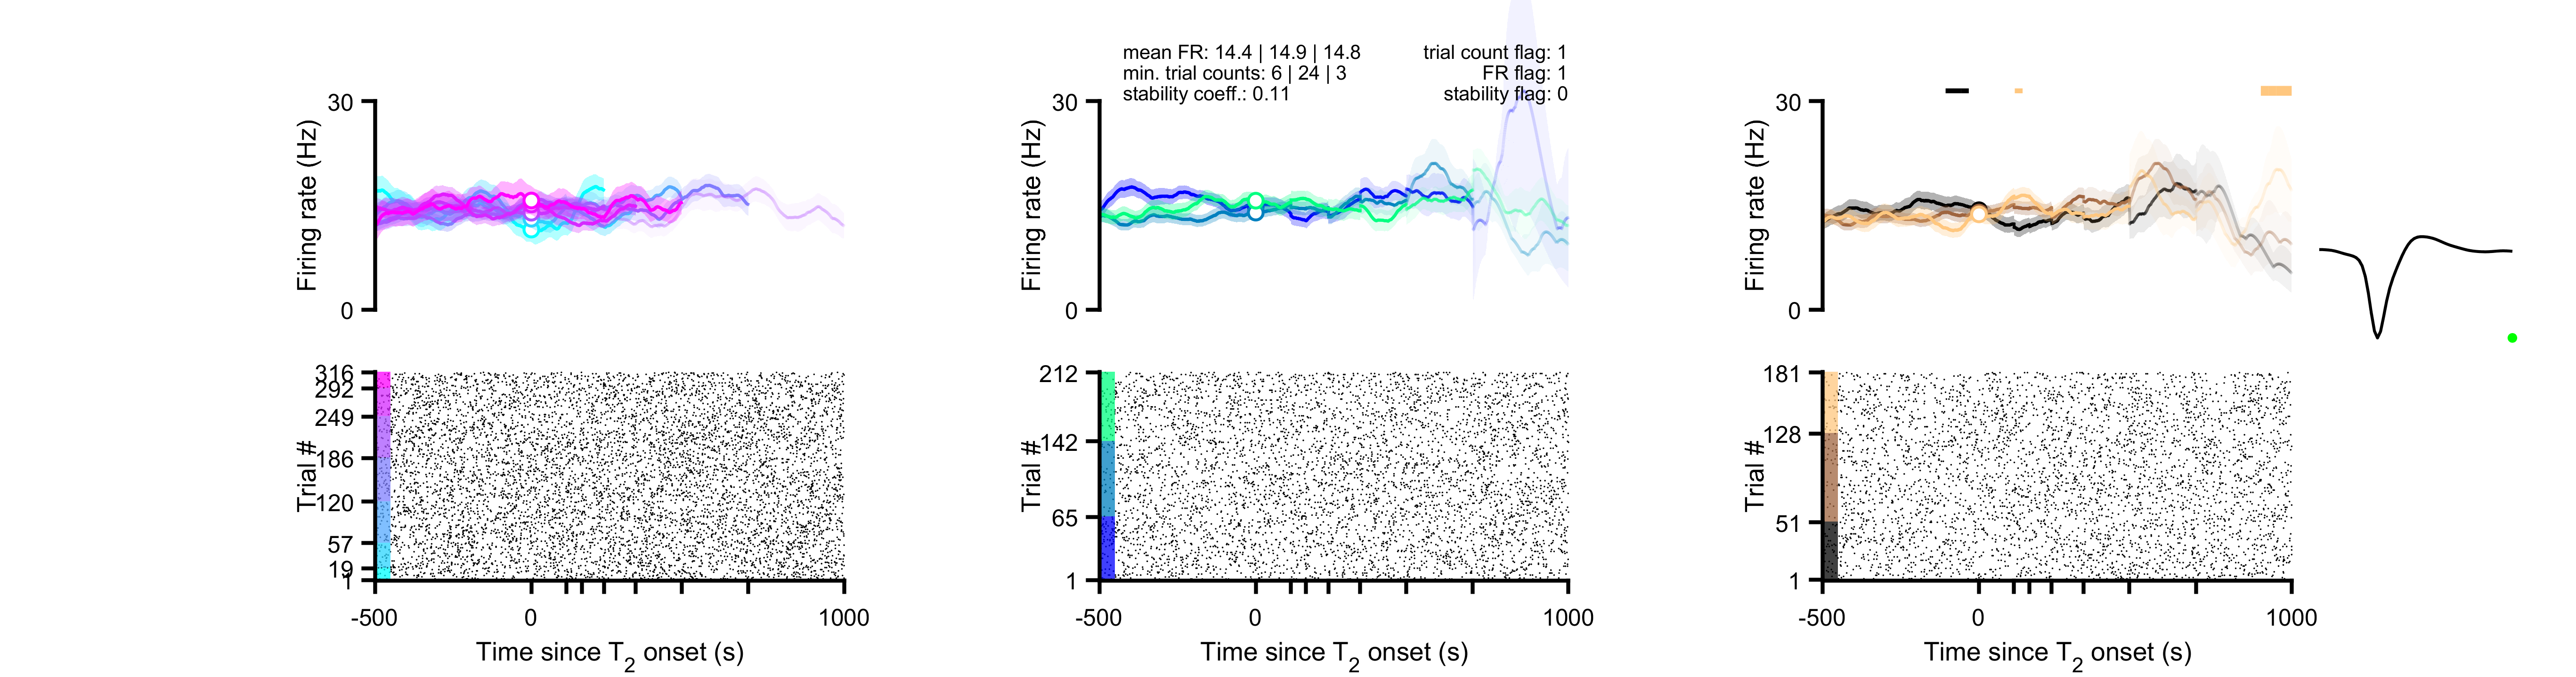 mean FR: 14.4 | 14.9 | 14.8
trial count flag: 1
min. trial counts: 6 | 24 | 3
FR flag: 1
stability coeff.: 0.11
stability flag: 0
30
Firing rate (Hz)
0
30
Firing rate (Hz)
0
30
Firing rate (Hz)
0
316
292
249
186
120
57
19
1
Trial #
-500
0
1000
Time since T2 onset (s)
212
142
65
1
Trial #
-500
0
1000
Time since T2 onset (s)
181
128
51
1
Trial #
-500
0
1000
Time since T2 onset (s)